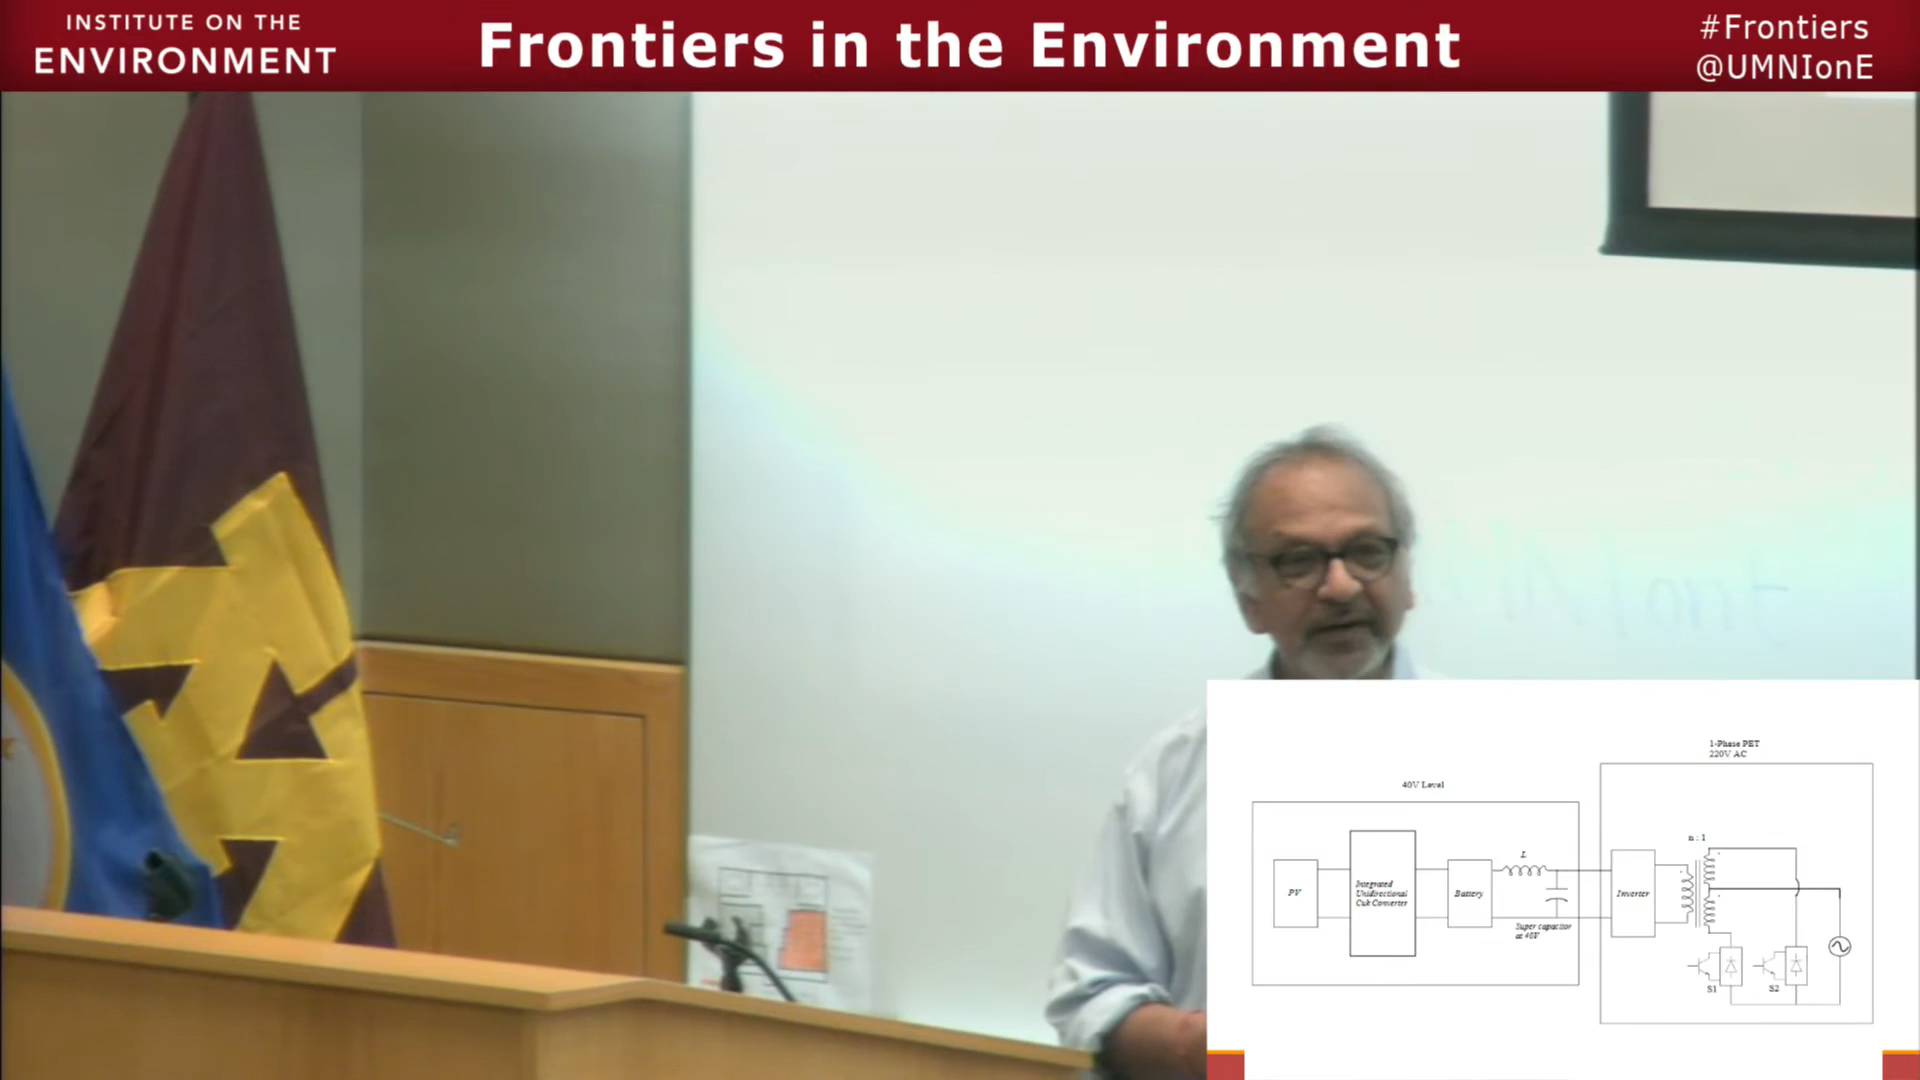 INSTITUTE ON THE
ENVIRONMENT
Frontiers in the Environment
#Frontiers
@UMNIonE
1-Phase PET
220V AC
40V Level
n : 1
L
PV
Integrated
Unidirectional
Cuk Converter
Battery
Inverter
Super capacitor
at 40V
S1
S2